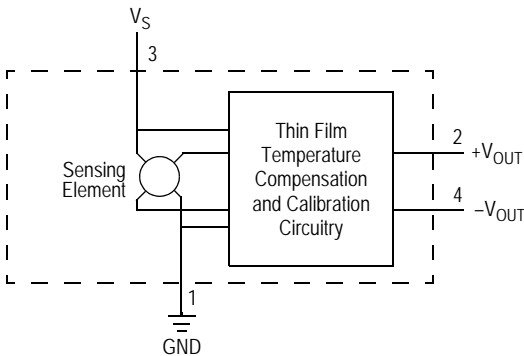 V_S
3
Thin Film
Temperature
Compensation
and Calibration
Circuitry
Sensing
Element
2
+V_OUT
4
–V_OUT
1
GND